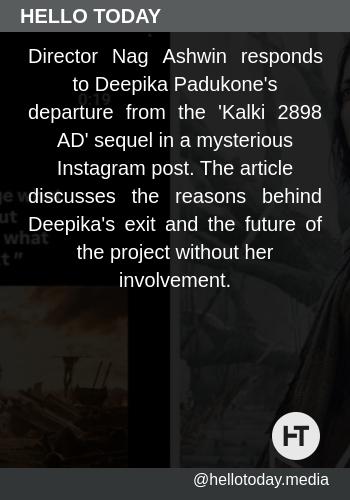 HELLO TODAY
Director Nag Ashwin responds
to Deepika Padukone's
departure from the 'Kalki 2898
AD' sequel in a mysterious
Instagram post. The article
discusses the reasons behind
Deepika's exit and the future of
the project without her
involvement.
what
HT
@hellotoday.media